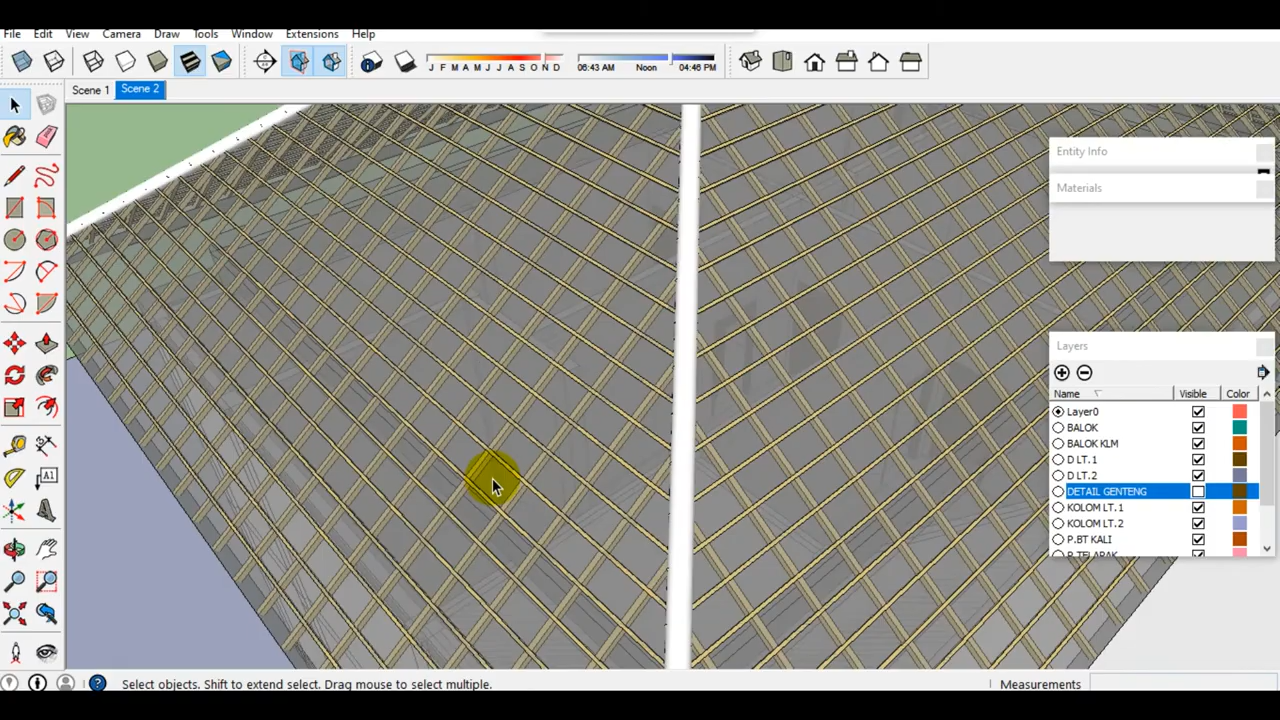 File Edit View Camera Draw Tools Window Extensions Help
J F M A M J J A S O N D
06:43 AM Noon 04:46 PM
Scene 1 Scene 2
Entity Info
Materials
Layers
Name Visible Color
Layer0
BALOK
BALOK KLM
D LT.1
D LT.2
DETAIL GENTENG
KOLOM LT.1
KOLOM LT.2
P.BT KALI
Select objects. Shift to extend select. Drag mouse to select multiple.
Measurements